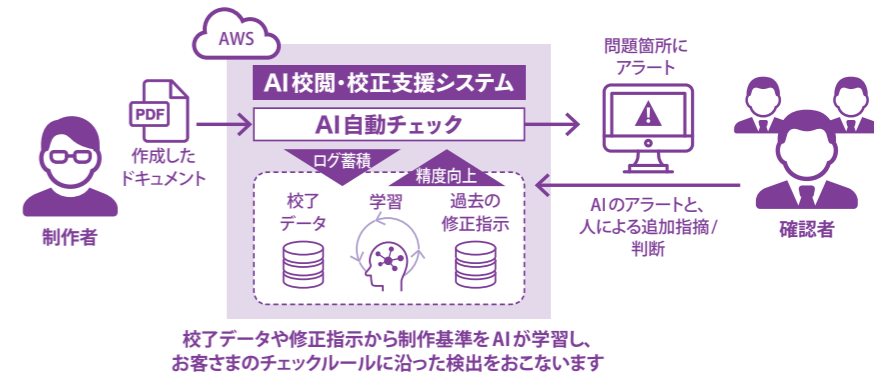 AWS
AI校閲・校正支援システム
AI自動チェック
PDF
作成した
ドキュメント
制作者
ログ蓄積
精度向上
校了
データ
学習
過去の
修正指示
問題箇所に
アラート
AIのアラートと、
人による追加指摘/
判断
確認者
校了データや修正指示から制作基準をAIが学習し、
お客さまのチェックルールに沿った検出をおこないます